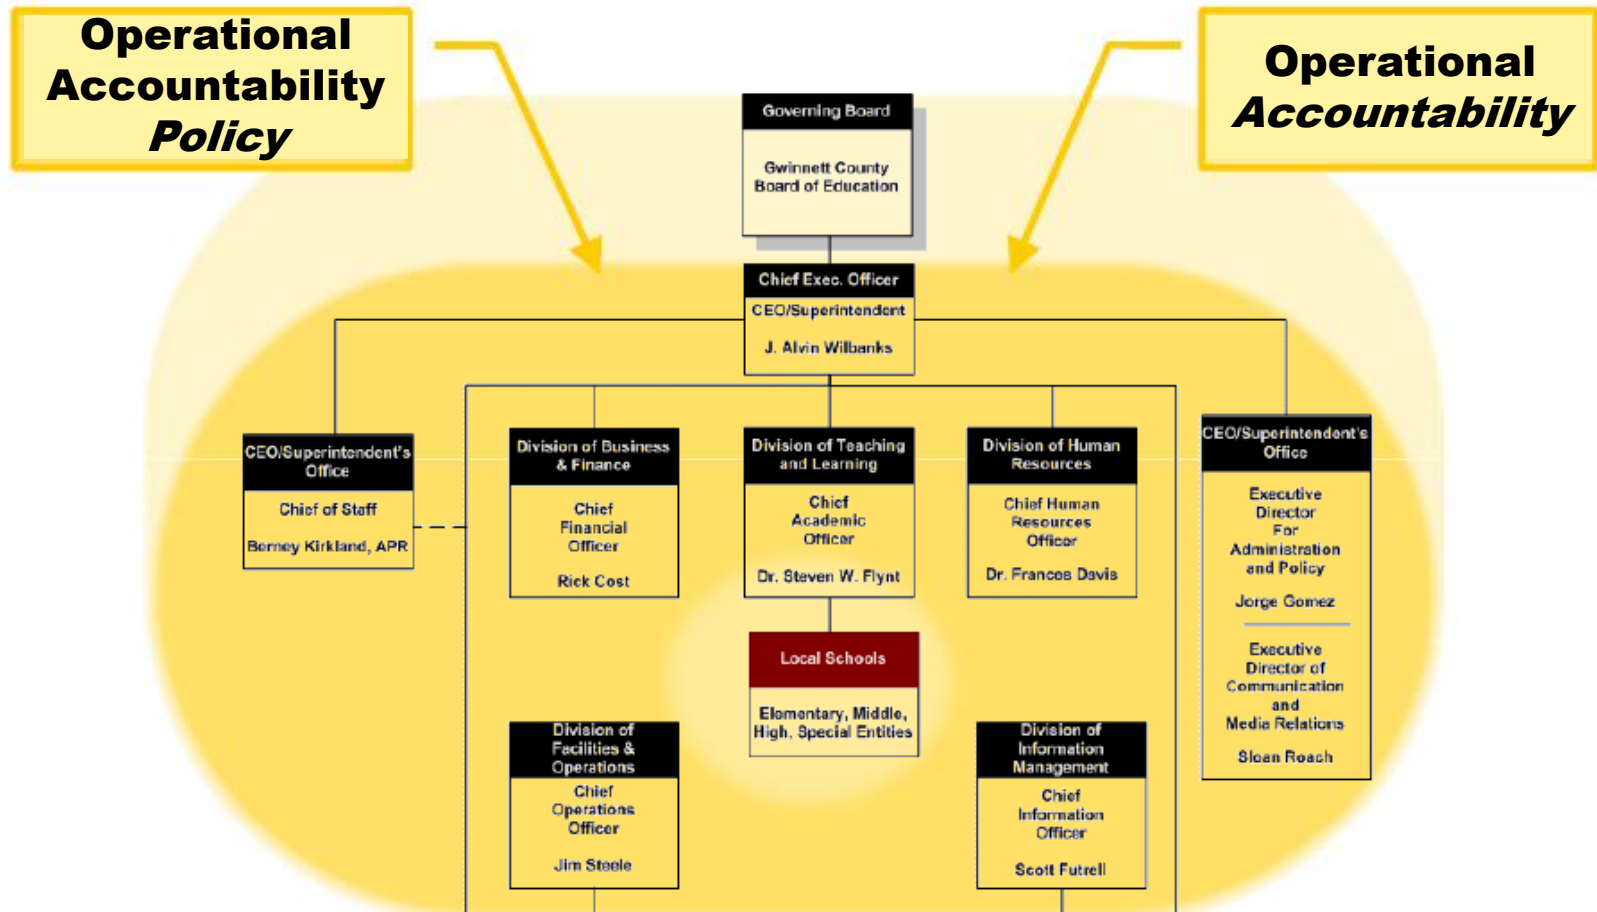 Operational
Accountability
Policy
Operational
Accountability
Governing Board
Gwinnett County
Board of Education
Chief Exec. Officer
CEO/Superintendent
J. Alvin Wilbanks
CEO/Superintendent's
Office
Chief of Staff
Berney Kirkland, APR
Division of Business
& Finance
Chief
Financial
Officer
Rick Cost
Division of Teaching
and Learning
Chief
Academic
Officer
Dr. Steven W. Flynt
Division of Human
Resources
Chief Human
Resources
Officer
Dr. Frances Davis
CEO/Superintendent's
Office
Executive
Director
For
Administration
and Policy
Jorge Gomez
Executive
Director of
Communication
and
Media Relations
Sloan Roach
Local Schools
Elementary, Middle,
High, Special Entities
Division of
Facilities &
Operations
Chief
Operations
Officer
Jim Steele
Division of
Information
Management
Chief
Information
Officer
Scott Futrell